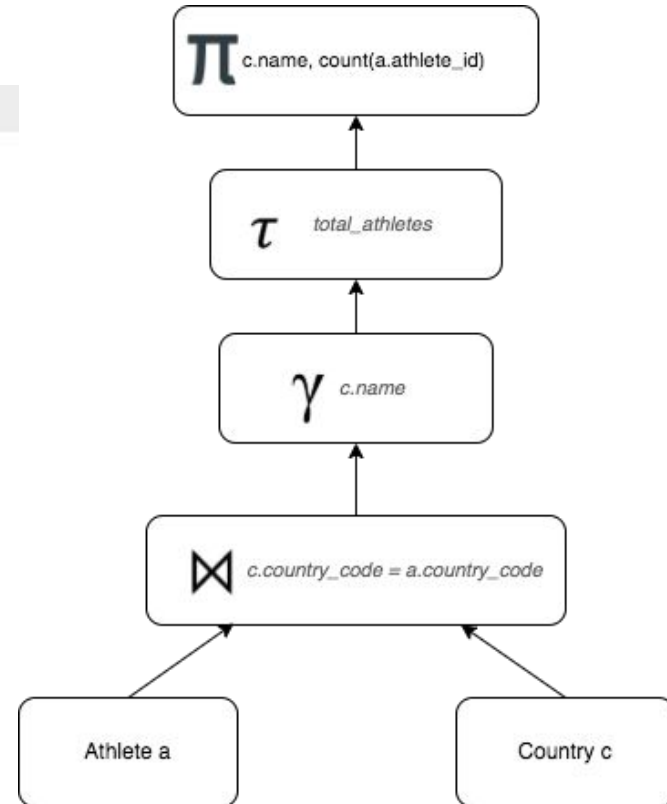 π c.name, count(a.athlete_id)
τ total_athletes
γ c.name
⋈ c.country_code = a.country_code
Athlete a
Country c